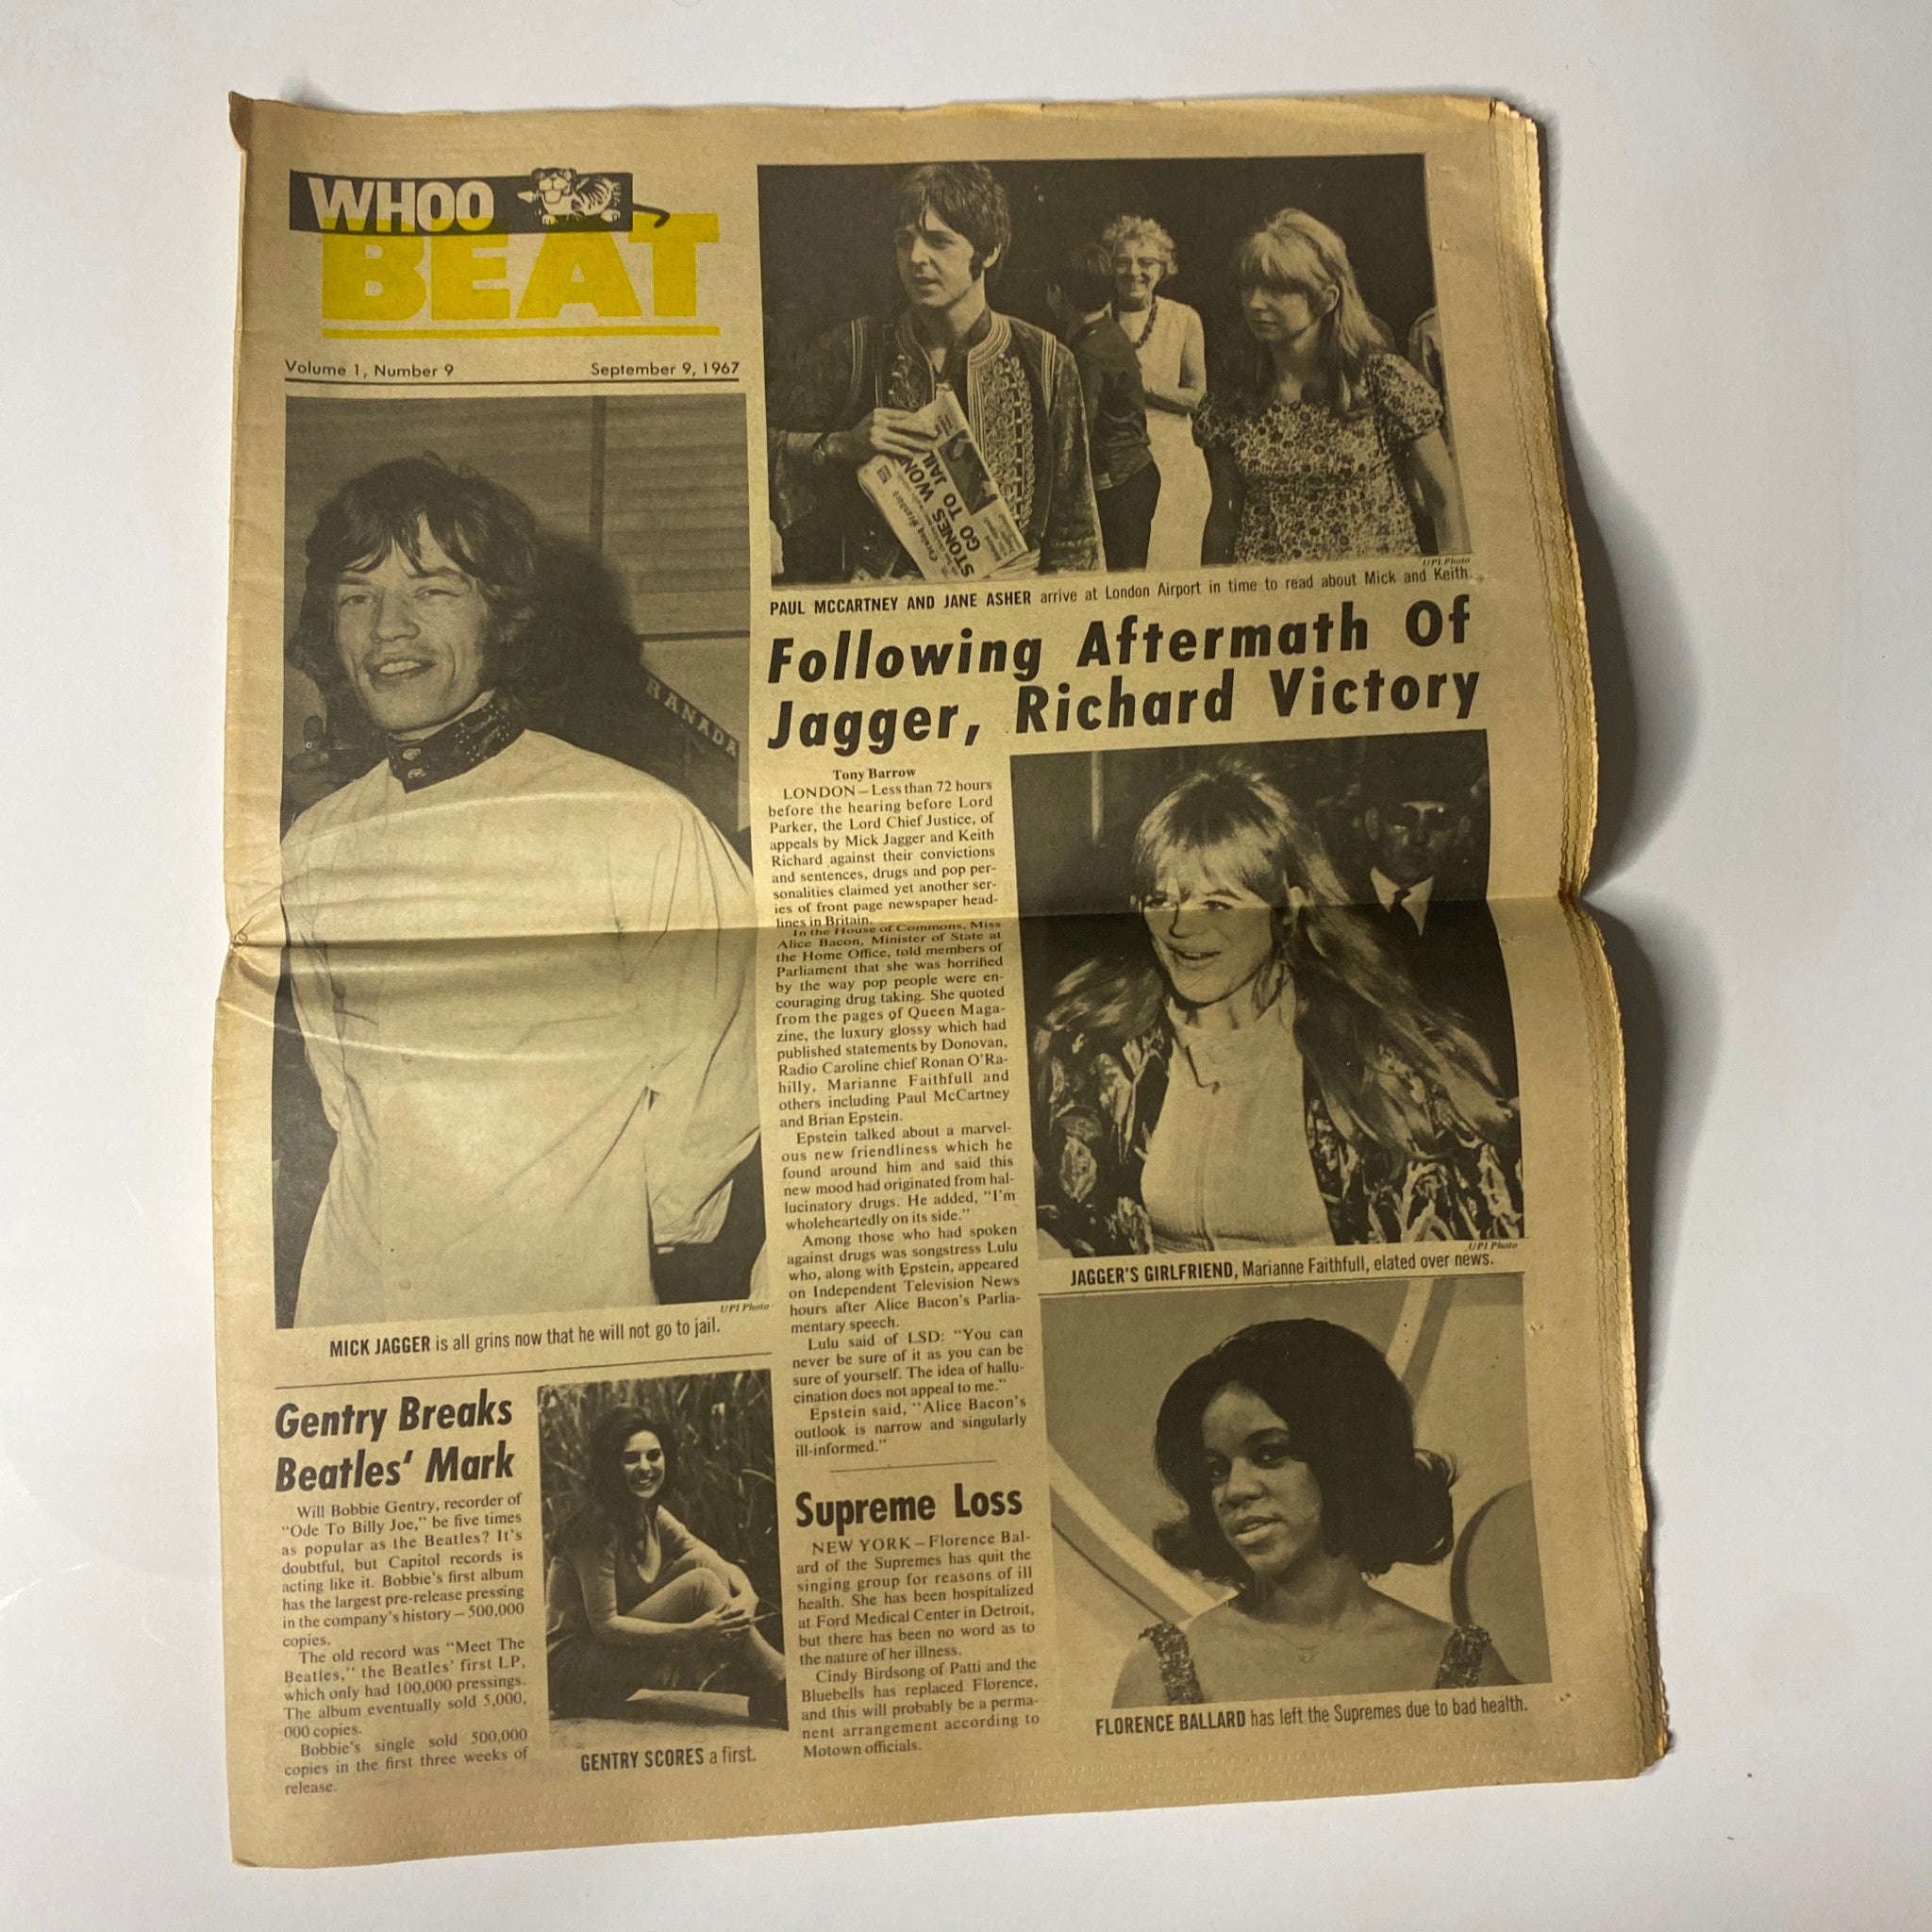 WHOO
BEAT
Volume 1, Number 9
September 9, 1967
RANADA
UPI Photo
MICK JAGGER is all grins now that he will not go to jail.
STONES WON
GO TO JAIL
UPI Photo
PAUL MCCARTNEY AND JANE ASHER arrive at London Airport in time to read about Mick and Keith.
Following Aftermath Of
Jagger, Richard Victory
Tony Barrow
LONDON – Less than 72 hours
before the hearing before Lord
Parker, the Lord Chief Justice, of
appeals by Mick Jagger and Keith
Richard against their convictions
and sentences, drugs and pop per-
sonalities claimed yet another ser-
ies of front page newspaper head-
lines in Britain.
In the House of Commons, Miss
Alice Bacon, Minister of State at
the Home Office, told members of
Parliament that she was horrified
by the way pop people were en-
couraging drug taking. She quoted
from the pages of Queen Maga-
zine, the luxury glossy which had
published statements by Donovan,
Radio Caroline chief Ronan O'Ra-
hilly, Marianne Faithfull and
others including Paul McCartney
and Brian Epstein.
Epstein talked about a marvel-
ous new friendliness which he
found around him and said this
new mood had originated from hal-
lucinatory drugs. He added, "I'm
wholeheartedly on its side."
Among those who had spoken
against drugs was songstress Lulu
who, along with Epstein, appeared
on Independent Television News
hours after Alice Bacon's Parlia-
mentary speech.
Lulu said of LSD: "You can
never be sure of it as you can be
sure of yourself. The idea of hallu-
cination does not appeal to me."
Epstein said, "Alice Bacon's
outlook is narrow and singularly
ill-informed."
UPI Photo
JAGGER'S GIRLFRIEND, Marianne Faithfull, elated over news.
Gentry Breaks
Beatles' Mark
Will Bobbie Gentry, recorder of
"Ode To Billy Joe," be five times
as popular as the Beatles? It's
doubtful, but Capitol records is
acting like it. Bobbie's first album
has the largest pre-release pressing
in the company's history – 500,000
copies.
The old record was "Meet The
Beatles," the Beatles' first LP,
which only had 100,000 pressings.
The album eventually sold 5,000,
000 copies.
Bobbie's single sold 500,000
copies in the first three weeks of
release.
GENTRY SCORES a first.
Supreme Loss
NEW YORK – Florence Bal-
ard of the Supremes has quit the
singing group for reasons of ill
health. She has been hospitalized
at Ford Medical Center in Detroit,
but there has been no word as to
the nature of her illness.
Cindy Birdsong of Patti and the
Bluebells has replaced Florence,
and this will probably be a perma-
nent arrangement according to
Motown officials.
FLORENCE BALLARD has left the Supremes due to bad health.